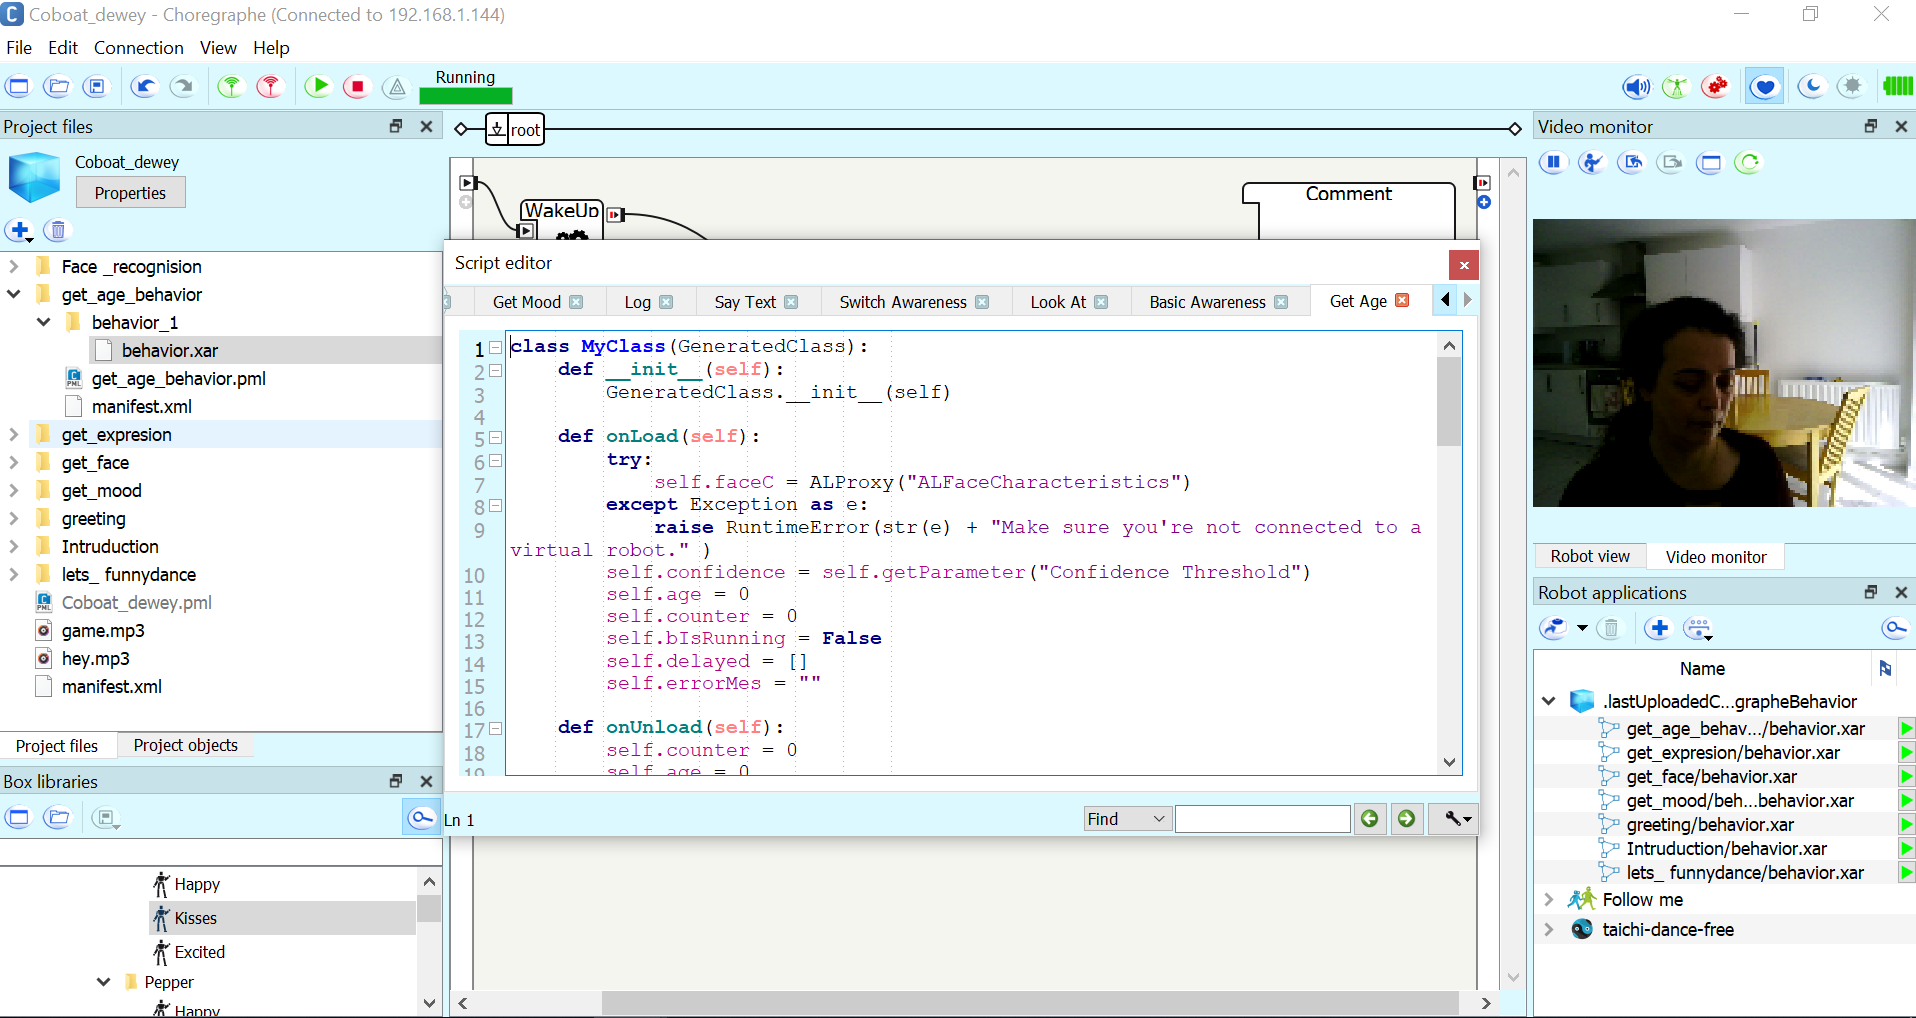 Coboat_dewey - Choregraphe (Connected to 192.168.1.144)
File Edit Connection View Help
Running
Project files
Coboat_dewey
Properties
Face _recognision
get_age_behavior
behavior_1
behavior.xar
get_age_behavior.pml
manifest.xml
get_expresion
get_face
get_mood
greeting
Intruduction
lets_ funnydance
Coboat_dewey.pml
game.mp3
hey.mp3
manifest.xml
Project files Project objects
Box libraries
Happy
Kisses
Excited
Pepper
Happy
root
WakeUp
Comment
Script editor
Get Mood Log Say Text Switch Awareness Look At Basic Awareness Get Age
1 class MyClass(GeneratedClass):
2 def __init__(self):
3 GeneratedClass.__init__(self)
4
5 def onLoad(self):
6 try:
7 self.faceC = ALProxy("ALFaceCharacteristics")
8 except Exception as e:
9 raise RuntimeError(str(e) + "Make sure you're not connected to a
virtual robot." )
10 self.confidence = self.getParameter("Confidence Threshold")
11 self.age = 0
12 self.counter = 0
13 self.bIsRunning = False
14 self.delayed = []
15 self.errorMes = ""
16
17 def onUnload(self):
18 self.counter = 0
19 self.age = 0
Ln 1
Find
Video monitor
Robot view Video monitor
Robot applications
Name
.lastUploadedC...grapheBehavior
get_age_behav.../behavior.xar
get_expresion/behavior.xar
get_face/behavior.xar
get_mood/beh...behavior.xar
greeting/behavior.xar
Intruduction/behavior.xar
lets_ funnydance/behavior.xar
Follow me
taichi-dance-free